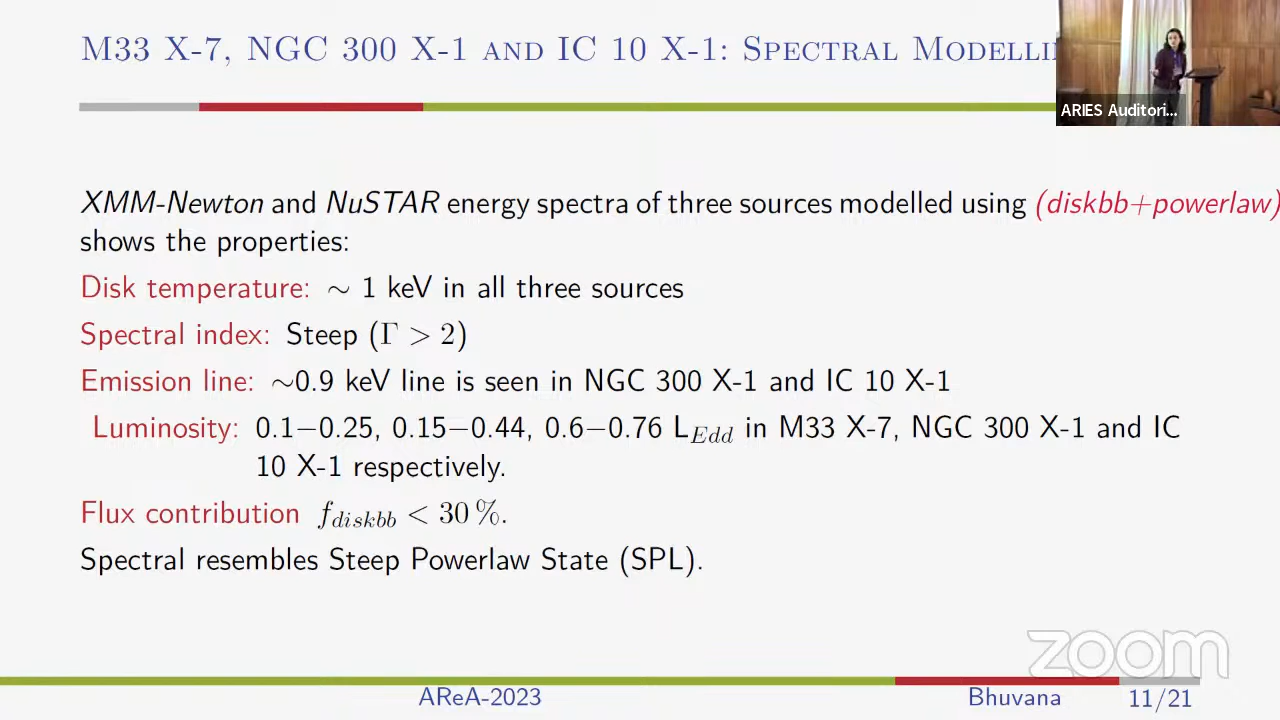 M33 X-7, NGC 300 X-1 AND IC 10 X-1: SPECTRAL
ARIES Auditori...
XMM-Newton and NuSTAR energy spectra of three sources modelled using (diskbb+powerlaw)
shows the properties:
Disk temperature: ∼ 1 keV in all three sources
Spectral index: Steep (Γ > 2)
Emission line: ∼0.9 keV line is seen in NGC 300 X-1 and IC 10 X-1
Luminosity: 0.1−0.25, 0.15−0.44, 0.6−0.76 L_Edd in M33 X-7, NGC 300 X-1 and IC
10 X-1 respectively.
Flux contribution f_diskbb < 30 %.
Spectral resembles Steep Powerlaw State (SPL).
zoom
AReA-2023 Bhuvana 11/21